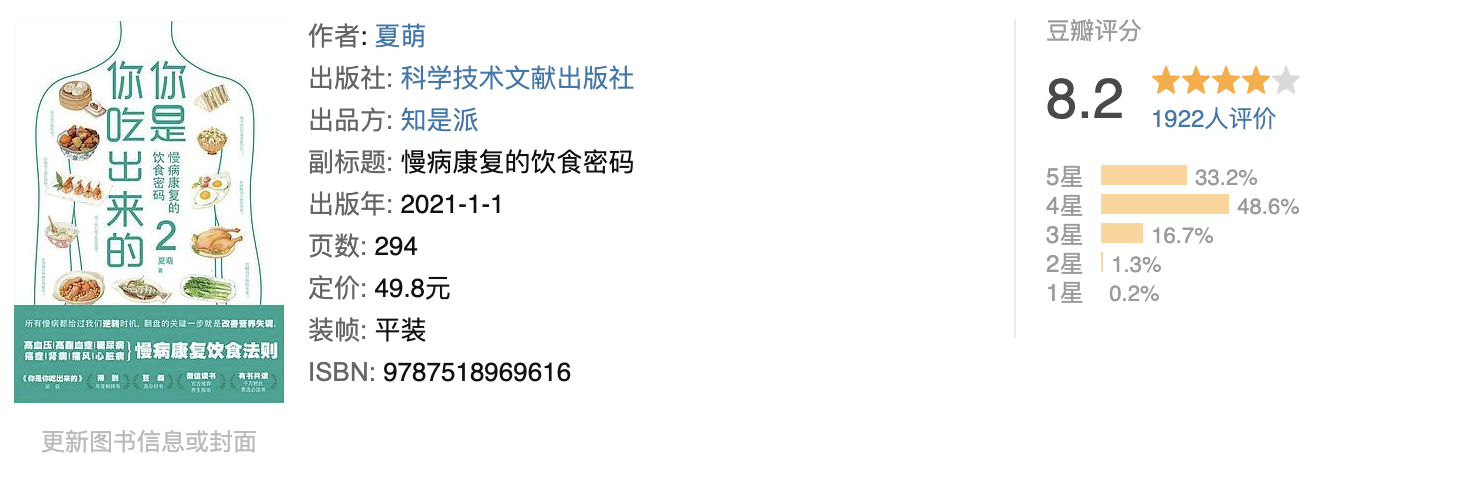 你是
你吃出来的
慢病康复的
饮食密码
2
夏萌
著
所有慢病都给过我们逆转时机，翻盘的关键一步就是改善营养失调。
高血压|高脂血症|糖尿病
癌症|肾病|痛风|心脏病
慢病康复饮食法则
《你是你吃出来的》
得到
豆瓣
高分好书
微信读书
有书共读
更新图书信息或封面
作者: 夏萌
出版社: 科学技术文献出版社
出品方: 知是派
副标题: 慢病康复的饮食密码
出版年: 2021-1-1
页数: 294
定价: 49.8元
装帧: 平装
ISBN: 9787518969616
豆瓣评分
8.2
1922人评价
5星 33.2%
4星 48.6%
3星 16.7%
2星 1.3%
1星 0.2%